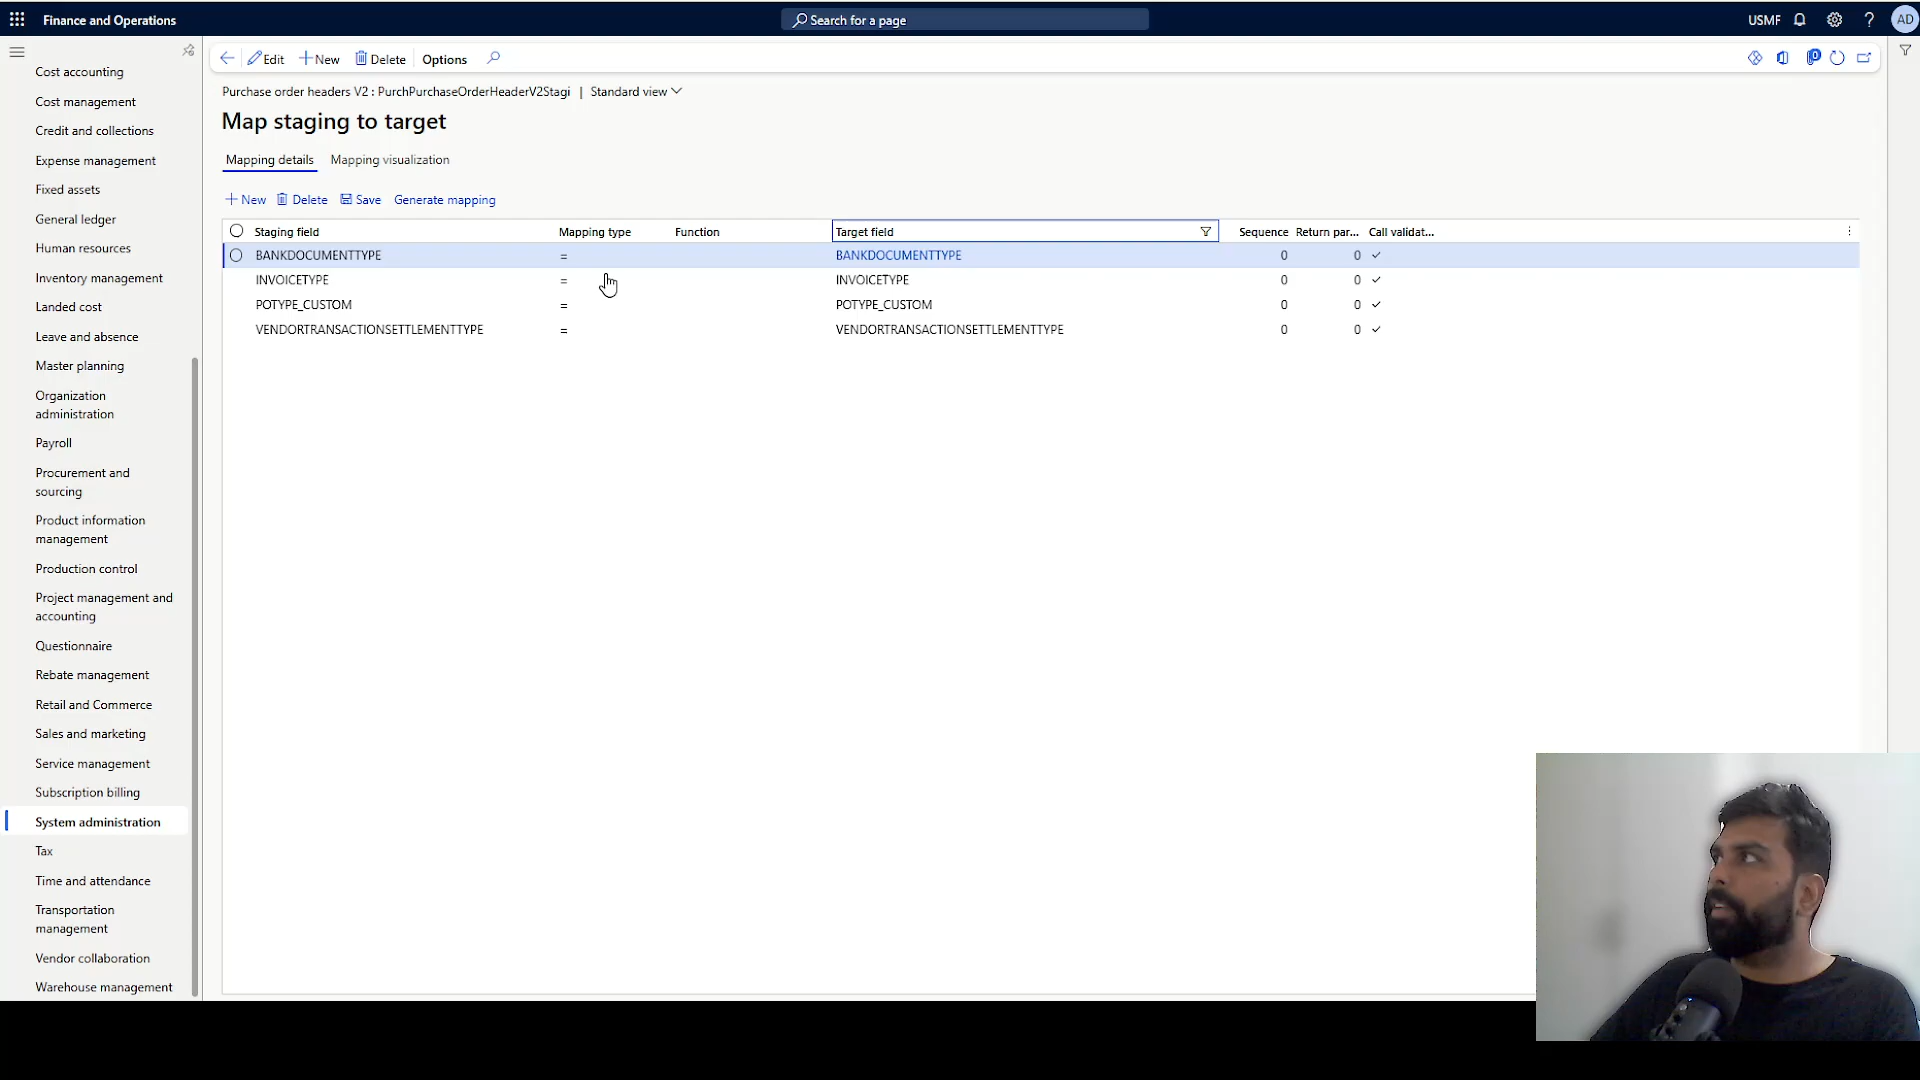 Finance and Operations
Search for a page
USMF
AD
Edit
New
Delete
Options
0
Purchase order headers V2 : PurchPurchaseOrderHeaderV2Stagi | Standard view
Map staging to target
Mapping details
Mapping visualization
New
Delete
Save
Generate mapping
Staging field Mapping type Function Target field Sequence Return par... Call validat...
BANKDOCUMENTTYPE = BANKDOCUMENTTYPE 0 0
INVOICETYPE = INVOICETYPE 0 0
POTYPE_CUSTOM = POTYPE_CUSTOM 0 0
VENDORTRANSACTIONSETTLEMENTTYPE = VENDORTRANSACTIONSETTLEMENTTYPE 0 0
Cost accounting
Cost management
Credit and collections
Expense management
Fixed assets
General ledger
Human resources
Inventory management
Landed cost
Leave and absence
Master planning
Organization
administration
Payroll
Procurement and
sourcing
Product information
management
Production control
Project management and
accounting
Questionnaire
Rebate management
Retail and Commerce
Sales and marketing
Service management
Subscription billing
System administration
Tax
Time and attendance
Transportation
management
Vendor collaboration
Warehouse management